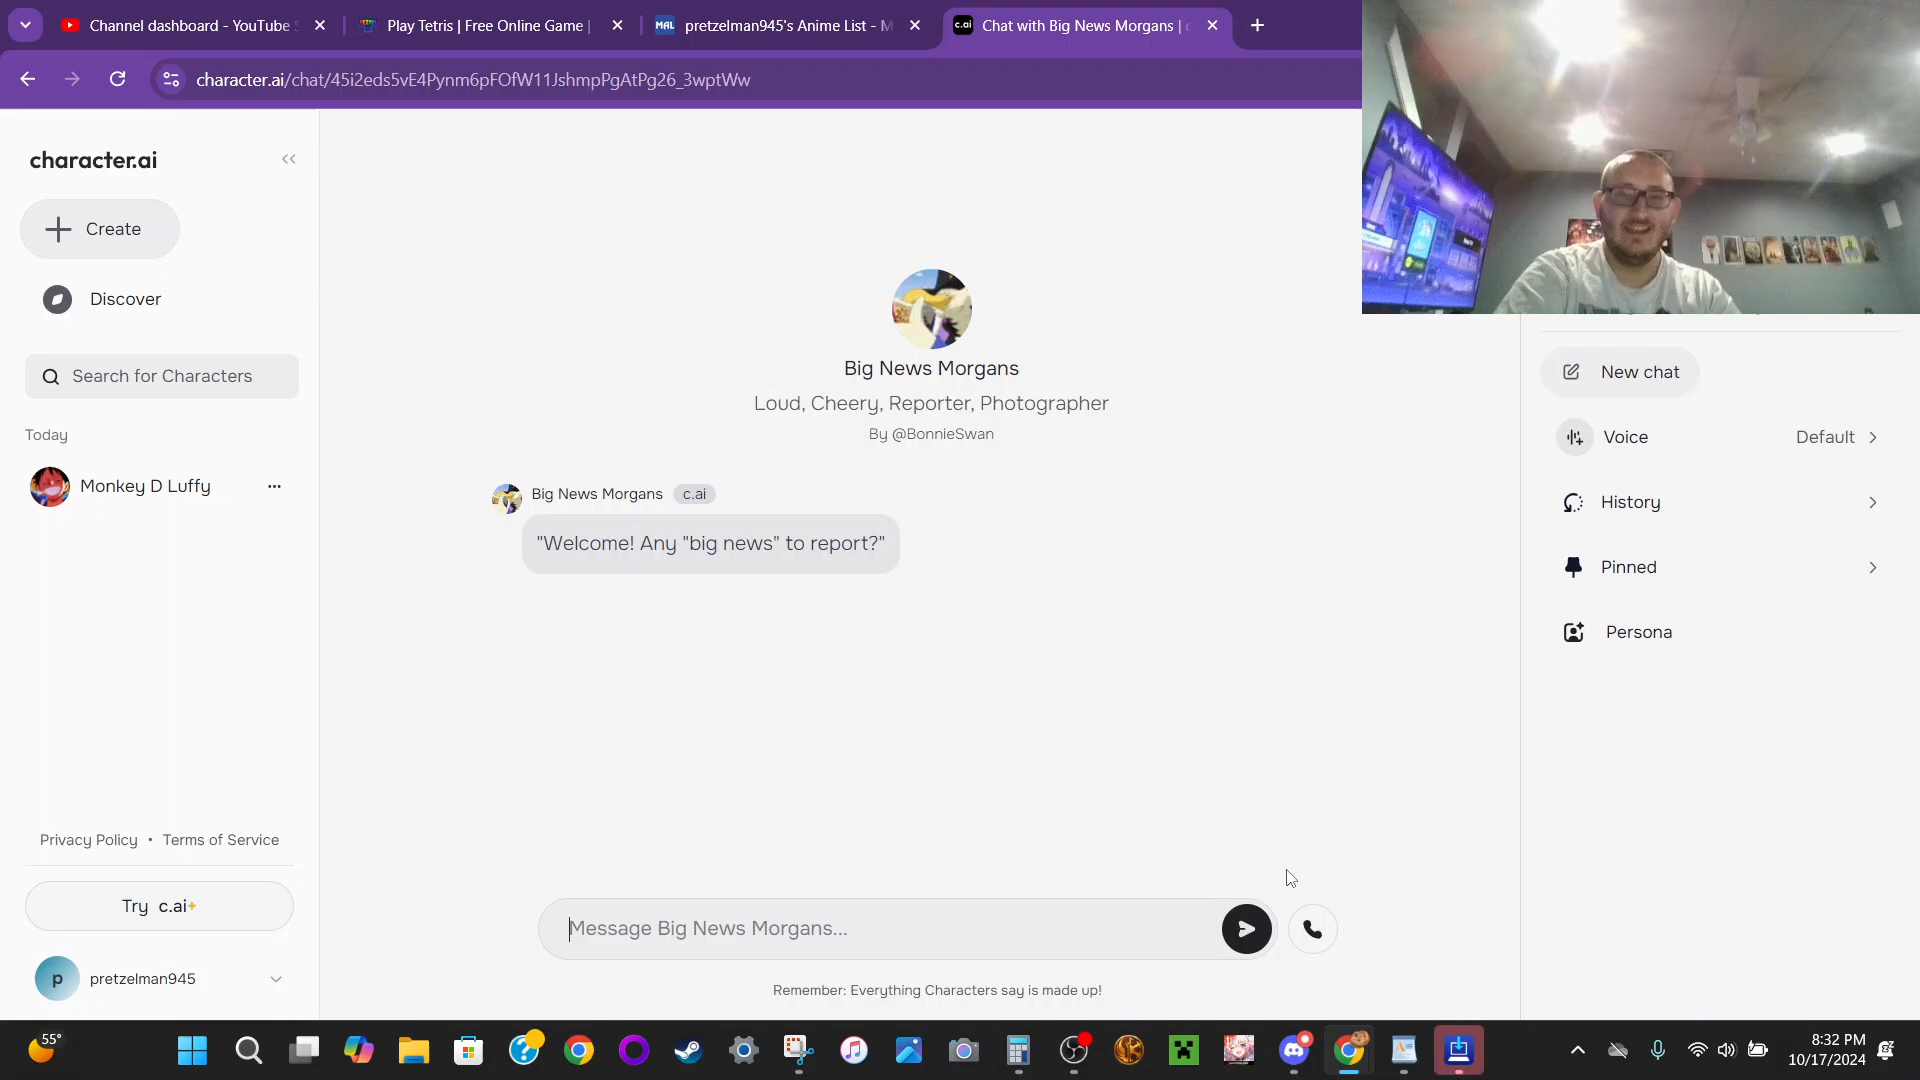 Channel dashboard - YouTube S
Play Tetris | Free Online Game |
MAL
pretzelman945's Anime List - M
c.ai
Chat with Big News Morgans | c
character.ai/chat/45i2eds5vE4Pynm6pFOfW11JshmpPgAtPg26_3wptWw
character.ai
Create
Discover
Search for Characters
Today
Monkey D Luffy
Privacy Policy • Terms of Service
Try c.ai+
p
pretzelman945
Big News Morgans
Loud, Cheery, Reporter, Photographer
By @BonnieSwan
Big News Morgans c.ai
"Welcome! Any "big news" to report?"
Message Big News Morgans...
Remember: Everything Characters say is made up!
New chat
Voice Default
History
Pinned
Persona
55°
8:32 PM
10/17/2024